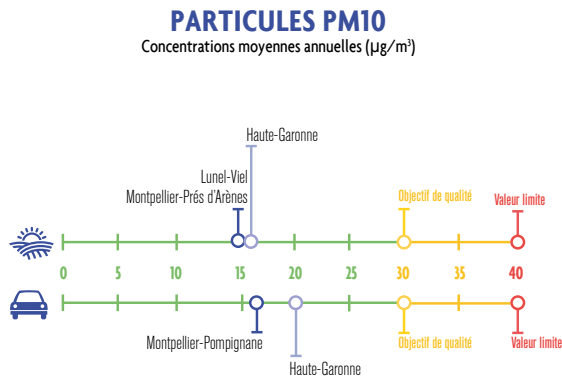 PARTICULES PM10
Concentrations moyennes annuelles (µg/m³)
Haute-Garonne
Lunel-Viel
Montpellier-Prés d'Arènes
Objectif de qualité
Valeur limite
0 5 10 15 20 25 30 35 40
Montpellier-Pompignane
Objectif de qualité
Valeur limite
Haute-Garonne